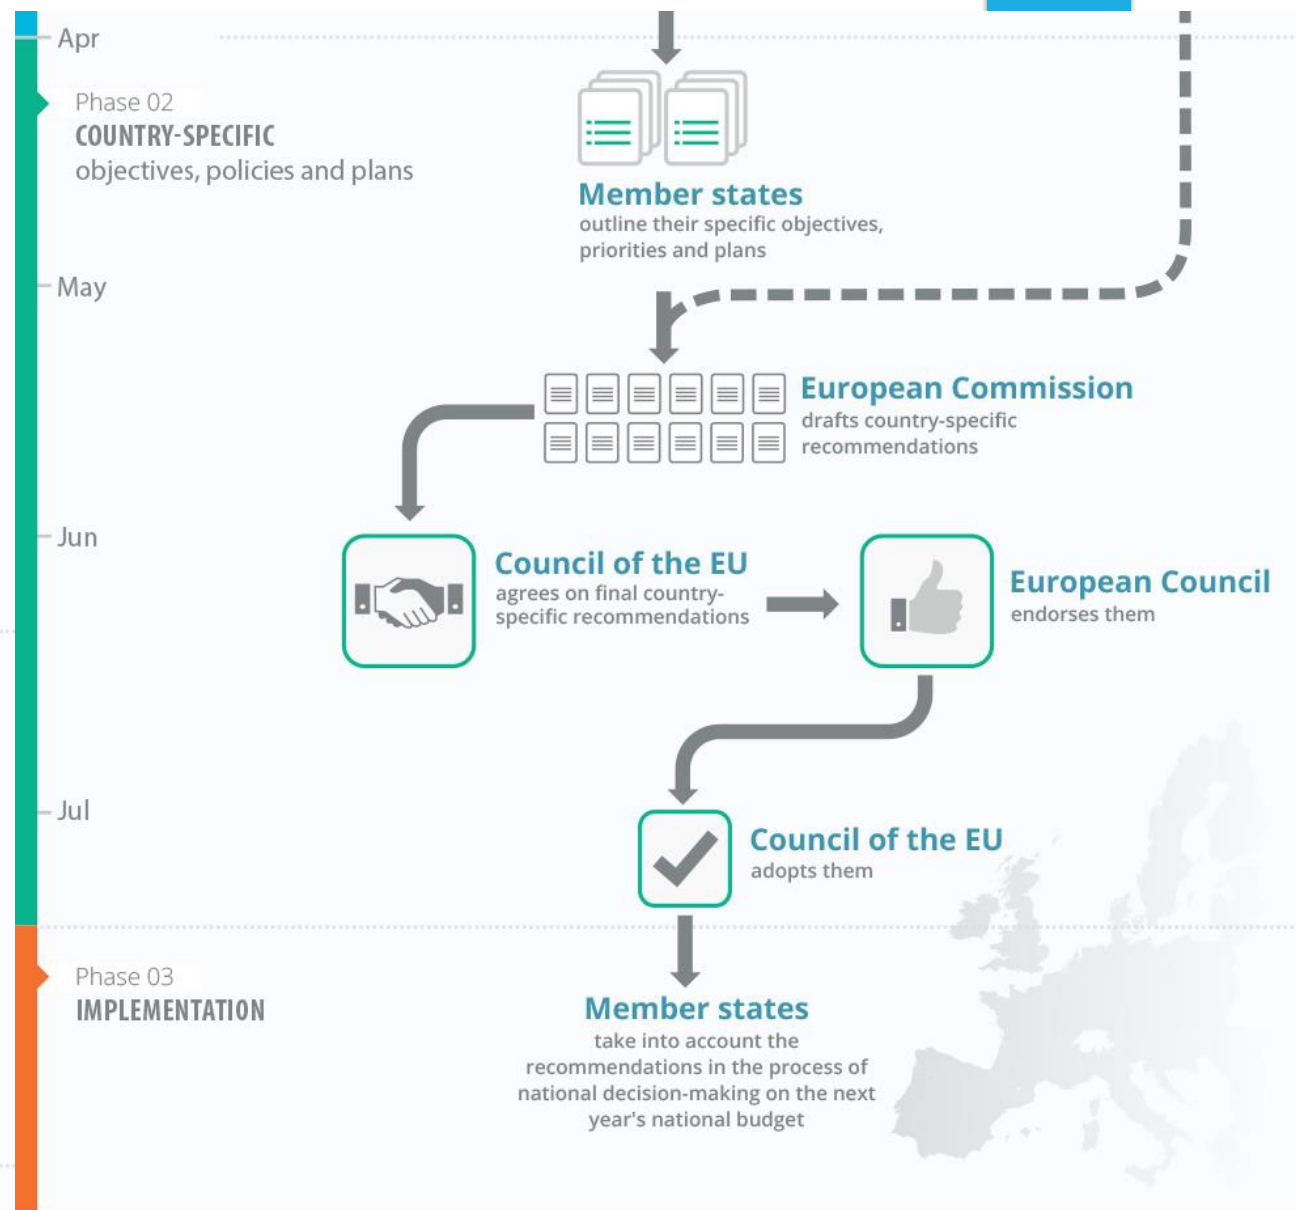 Apr
Phase 02
COUNTRY-SPECIFIC
objectives, policies and plans
Member states
outline their specific objectives,
priorities and plans
May
European Commission
drafts country-specific
recommendations
Jun
Council of the EU
agrees on final country-
specific recommendations
European Council
endorses them
Jul
Council of the EU
adopts them
Phase 03
IMPLEMENTATION
Member states
take into account the
recommendations in the process of
national decision-making on the next
year's national budget